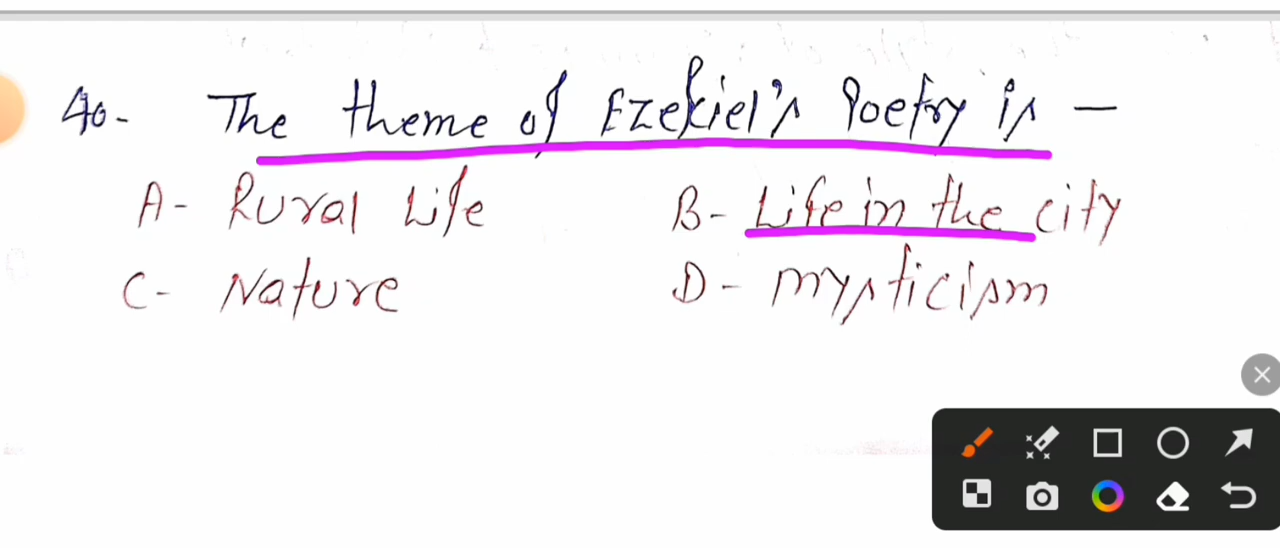 40- The theme of Ezekiel's Poetry is —
A- Rural Life B- Life in the city
C- Nature D- mysticism